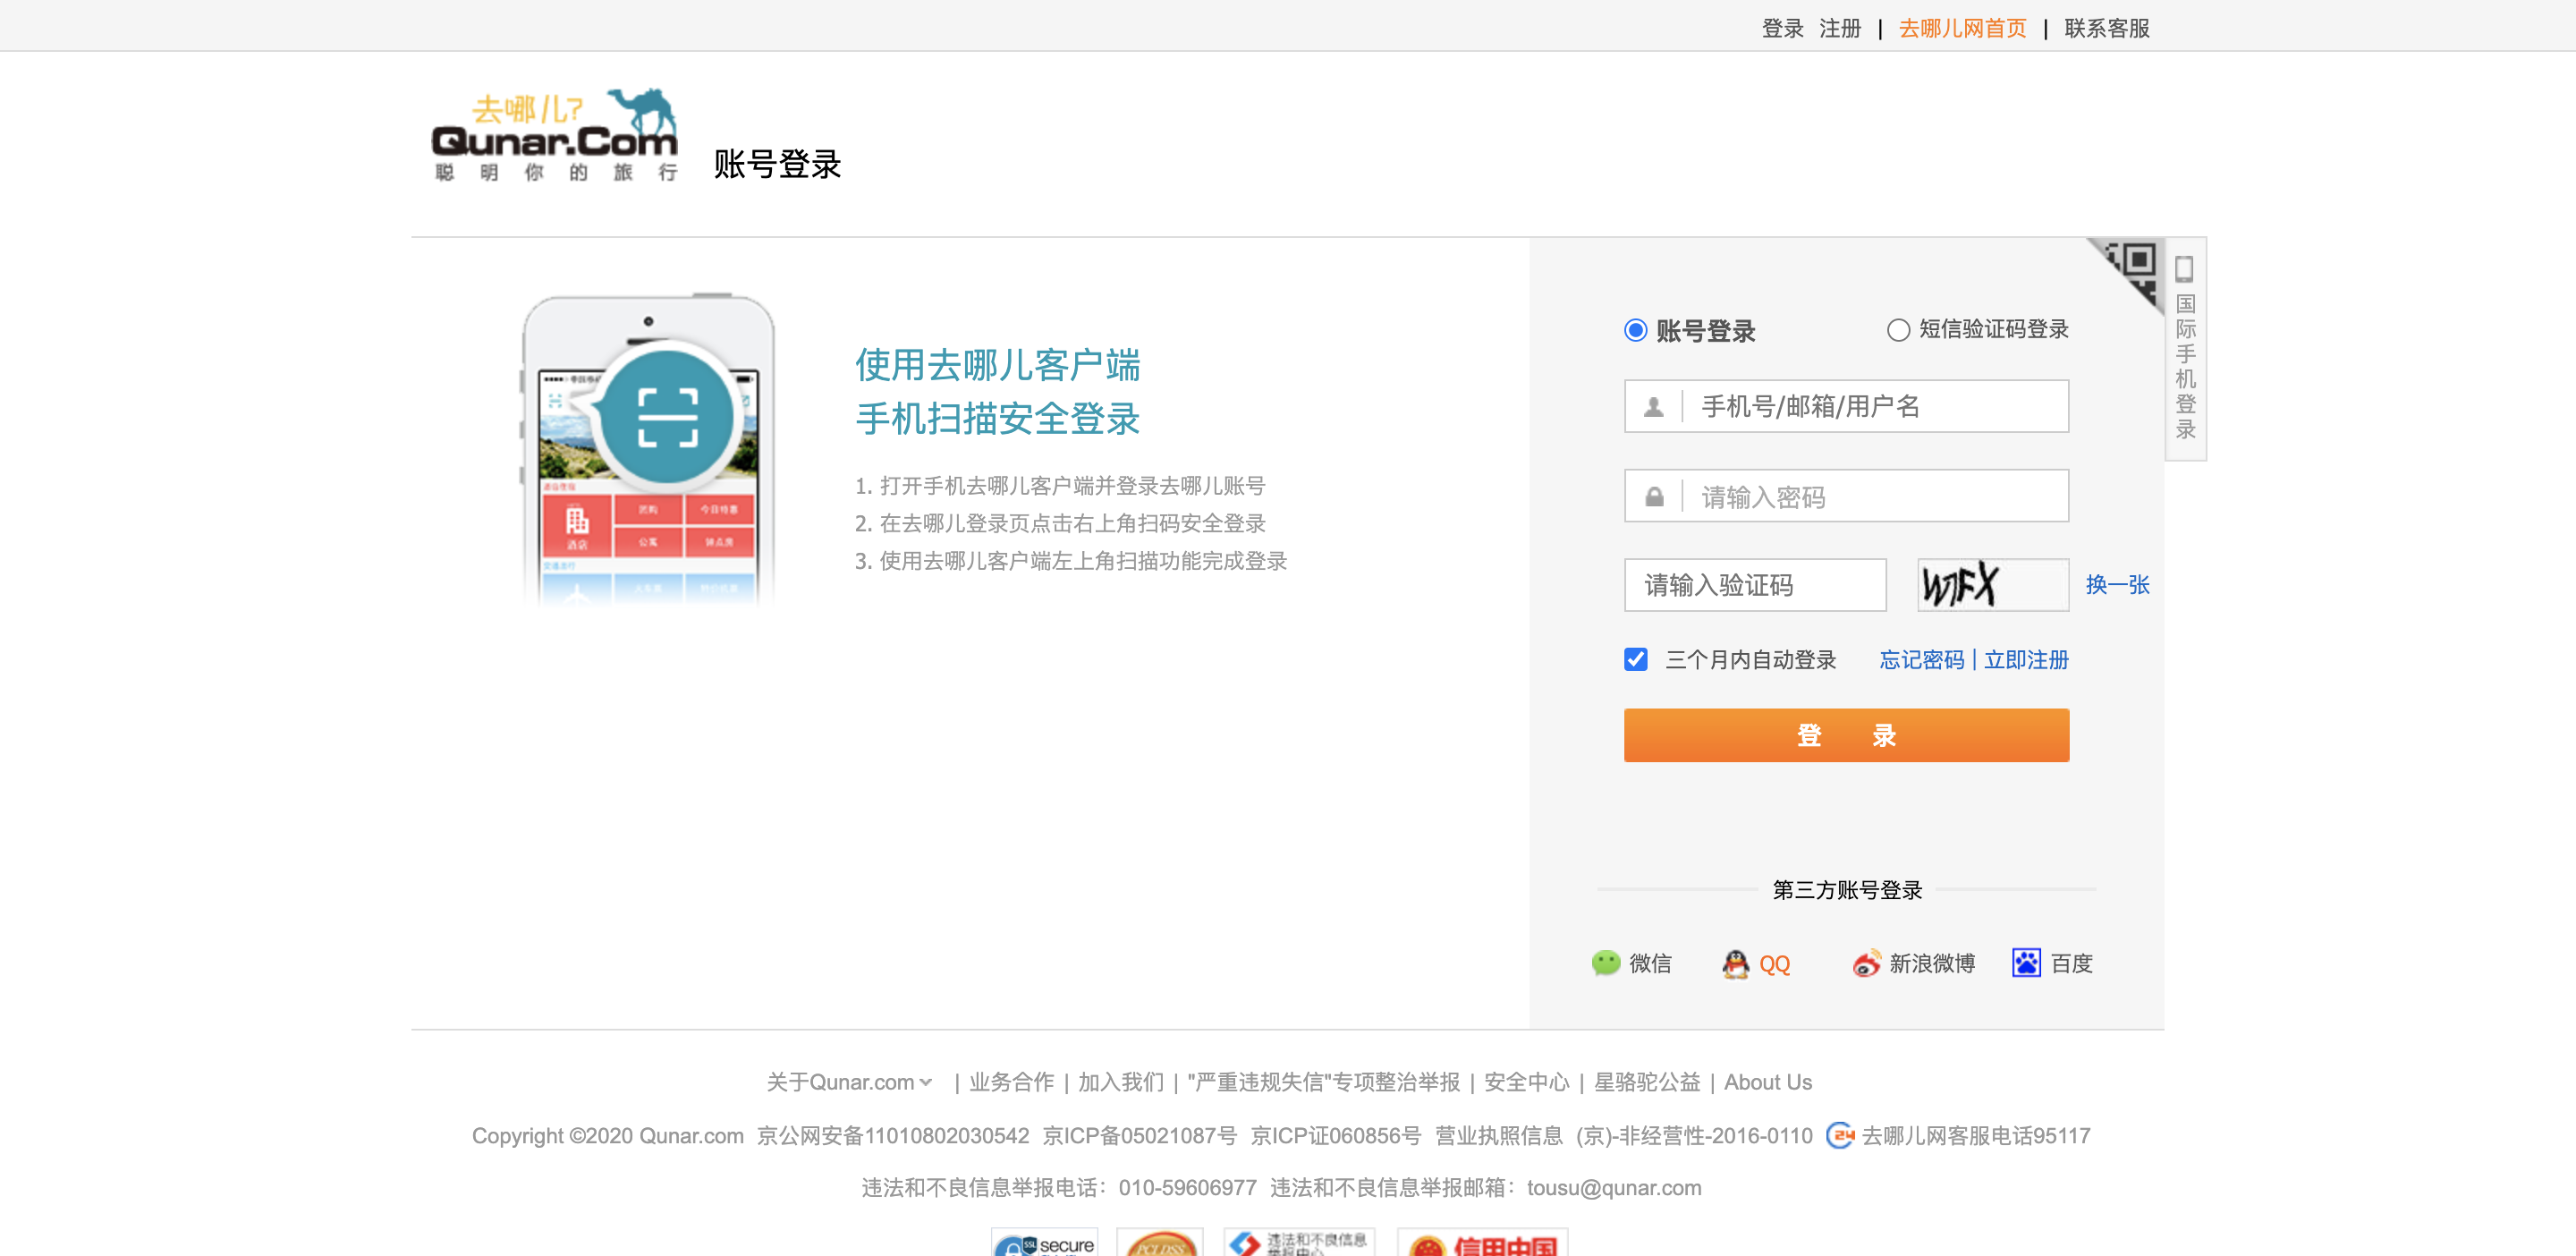 登录 注册 | 去哪儿网首页 | 联系客服
去哪儿?
Qunar.Com
聪明你的旅行
账号登录
使用去哪儿客户端
手机扫描安全登录
1. 打开手机去哪儿客户端并登录去哪儿账号
2. 在去哪儿登录页点击右上角扫码安全登录
3. 使用去哪儿客户端左上角扫描功能完成登录
团购 今日特惠
酒店 公寓 钟点房
账号登录 短信验证码登录
国际手机登录
手机号/邮箱/用户名
请输入密码
请输入验证码 换一张
三个月内自动登录 忘记密码 | 立即注册
登 录
第三方账号登录
微信 QQ 新浪微博 百度
关于Qunar.com | 业务合作 | 加入我们 | "严重违规失信"专项整治举报 | 安全中心 | 星骆驼公益 | About Us
Copyright ©2020 Qunar.com 京公网安备11010802030542 京ICP备05021087号 京ICP证060856号 营业执照信息 (京)-非经营性-2016-0110 24 去哪儿网客服电话95117
违法和不良信息举报电话：010-59606977 违法和不良信息举报邮箱：tousu@qunar.com
SSL secure PCI DSS 违法和不良信息 信用中国